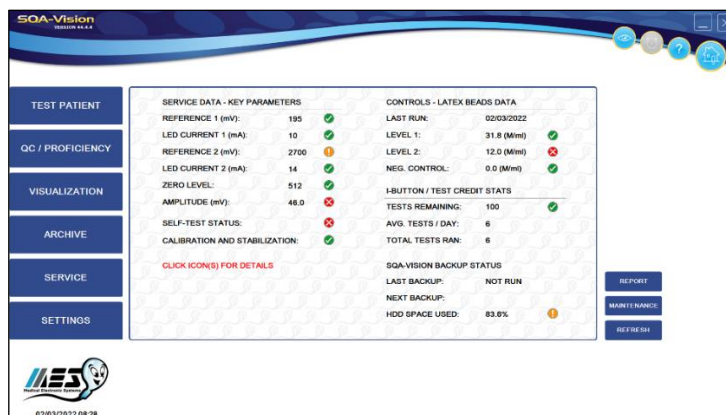 SQA-Vision
VERSION 44.4.4
TEST PATIENT
QC / PROFICIENCY
VISUALIZATION
ARCHIVE
SERVICE
SETTINGS
SERVICE DATA - KEY PARAMETERS
REFERENCE 1 (mV): 195
LED CURRENT 1 (mA): 10
REFERENCE 2 (mV): 2700
LED CURRENT 2 (mA): 14
ZERO LEVEL: 512
AMPLITUDE (mV): 46.0
SELF-TEST STATUS:
CALIBRATION AND STABILIZATION:
CLICK ICON(S) FOR DETAILS
CONTROLS - LATEX BEADS DATA
LAST RUN: 02/03/2022
LEVEL 1: 31.8 (M/ml)
LEVEL 2: 12.0 (M/ml)
NEG. CONTROL: 0.0 (M/ml)
I-BUTTON / TEST CREDIT STATS
TESTS REMAINING: 100
AVG. TESTS / DAY: 6
TOTAL TESTS RAN: 6
SQA-VISION BACKUP STATUS
LAST BACKUP: NOT RUN
NEXT BACKUP:
HDD SPACE USED: 83.6%
REPORT
MAINTENANCE
REFRESH
MES
Medical Electronic Systems
02/03/2022 08:28